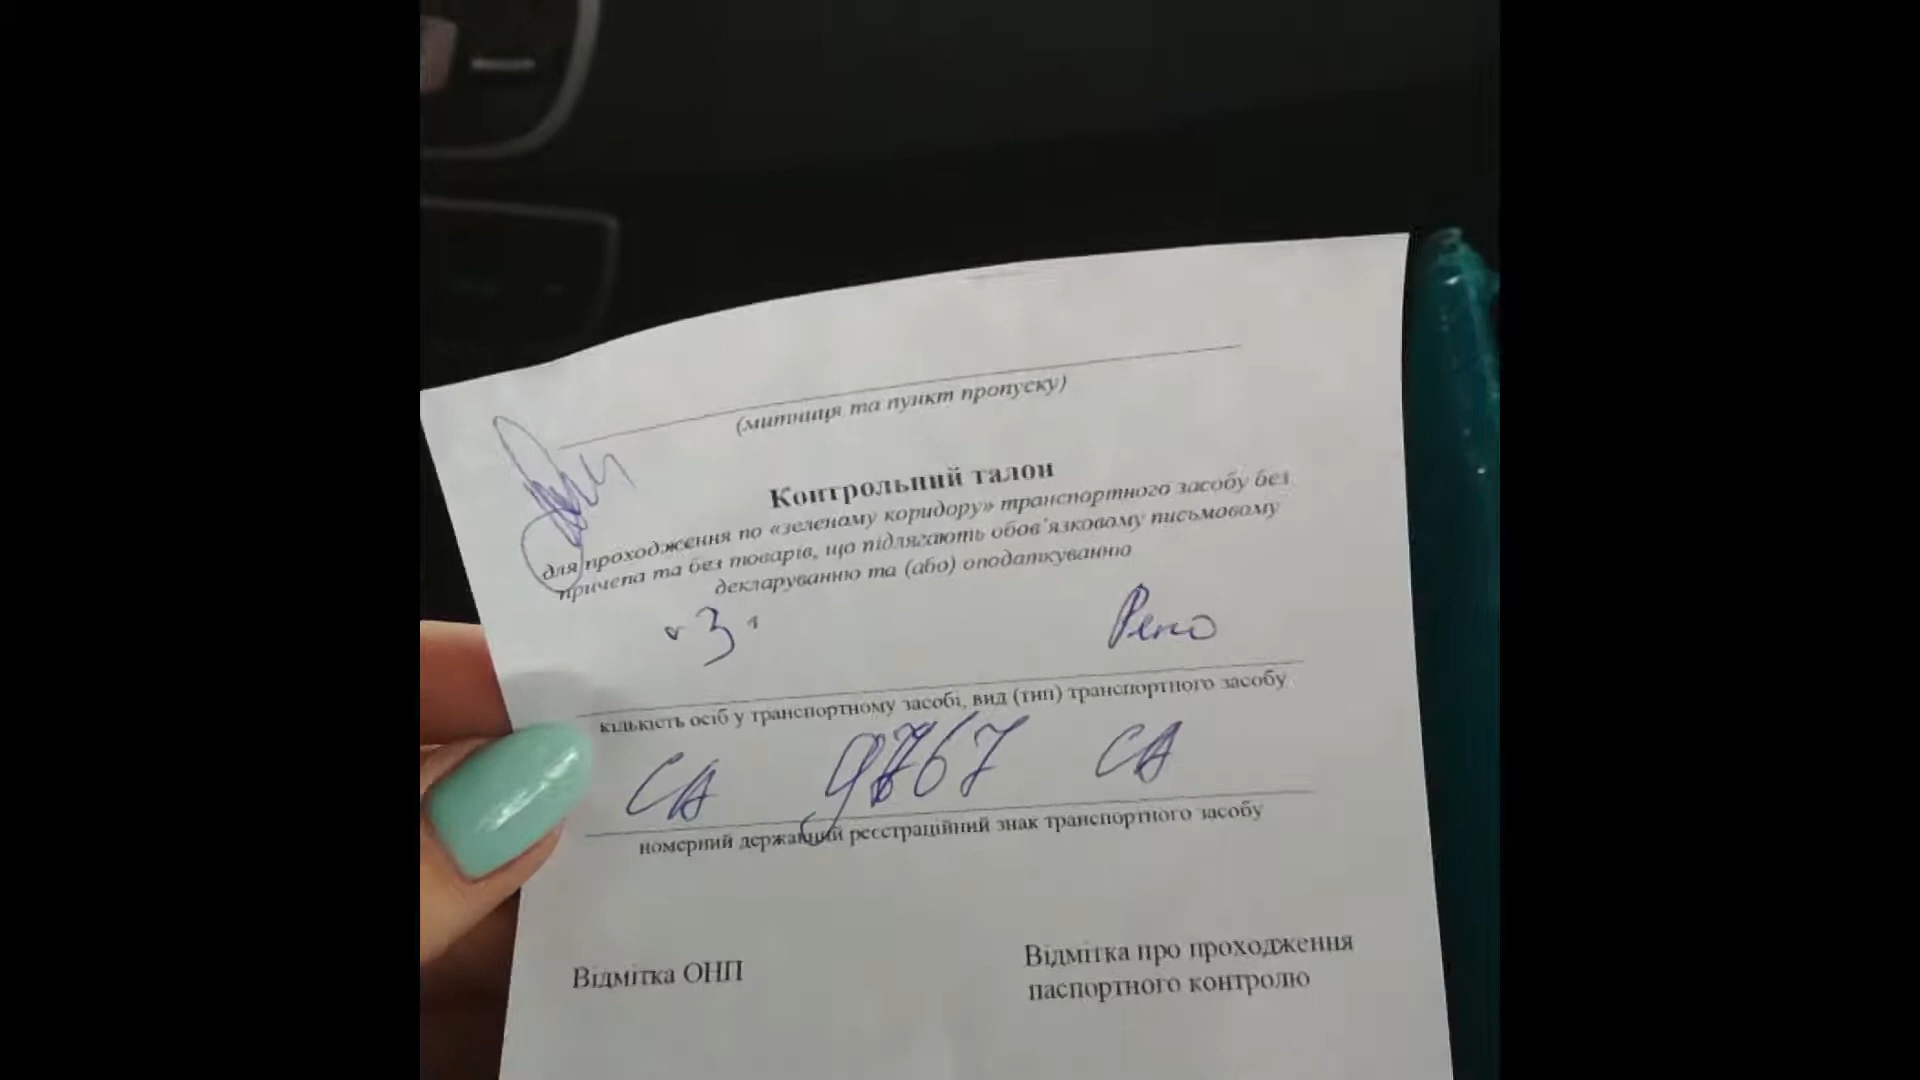 (митниця та пункт пропуску)
Контрольний талон
для проходження по «зеленому коридору» транспортного засобу без
причепа та без товарів, що підлягають обов'язковому письмовому
декларуванню та (або) оподаткуванню
"3" Рено
кількість осіб у транспортному засобі, вид (тип) транспортного засобу
СА 9767 СА
номерний державний реєстраційний знак транспортного засобу
Відмітка ОНП
Відмітка про проходження
паспортного контролю